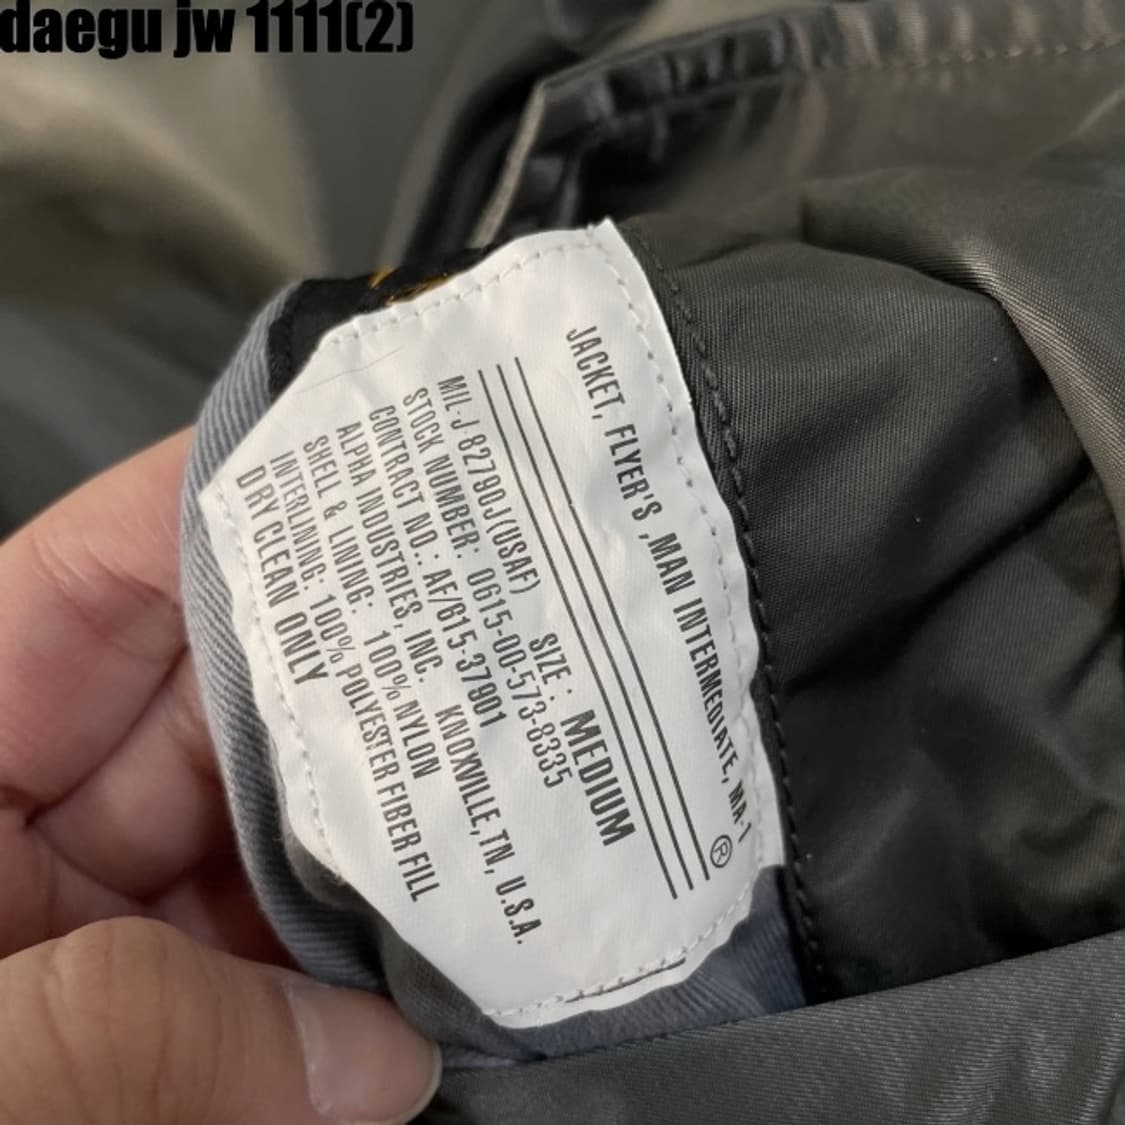 daegu jw 1111(2)
JACKET, FLYER'S ,MAN INTERMEDIATE, MA-1
®
SIZE : MEDIUM
MIL-J-82790J(USAF)
STOCK NUMBER: 0615-00-573-8335
CONTRACT NO.: AF/615-37901
ALPHA INDUSTRIES, INC. KNOXVILLE, TN, U.S.A.
SHELL & LINING: 100% NYLON
INTERLINING: 100% POLYESTER FIBER FILL
DRY CLEAN ONLY